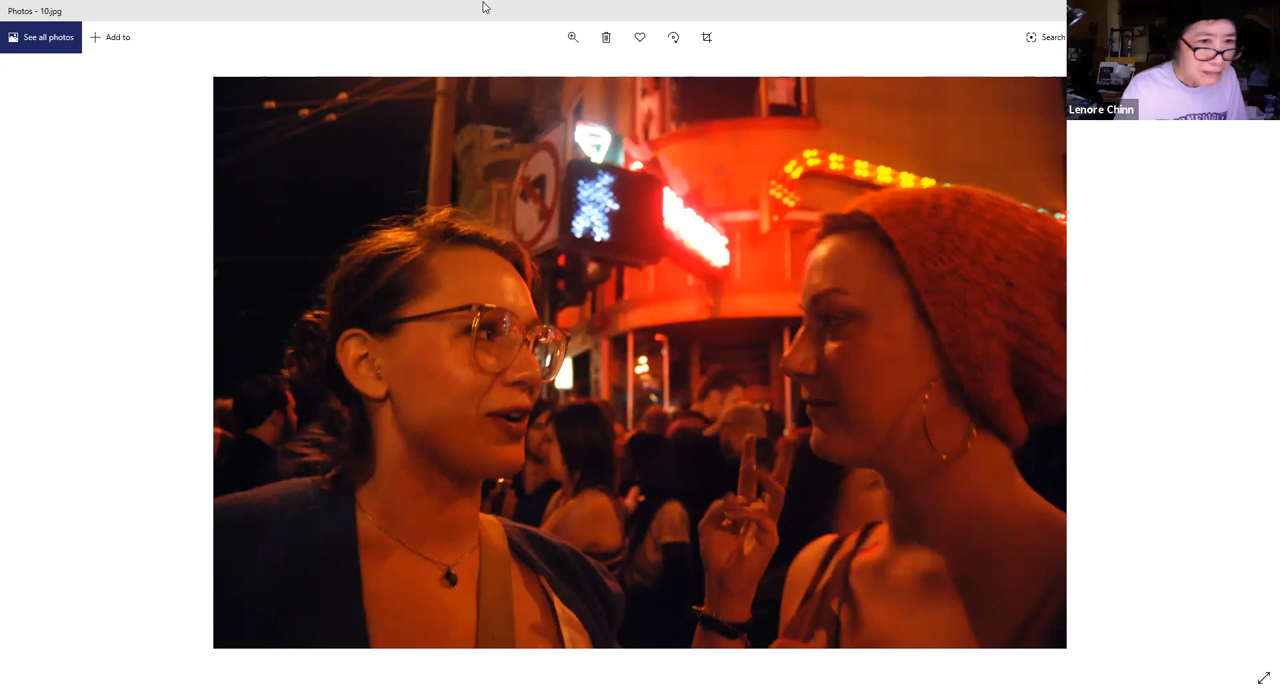 Photos - 10.jpg
See all photos
Add to
Search
Lenore Chinn